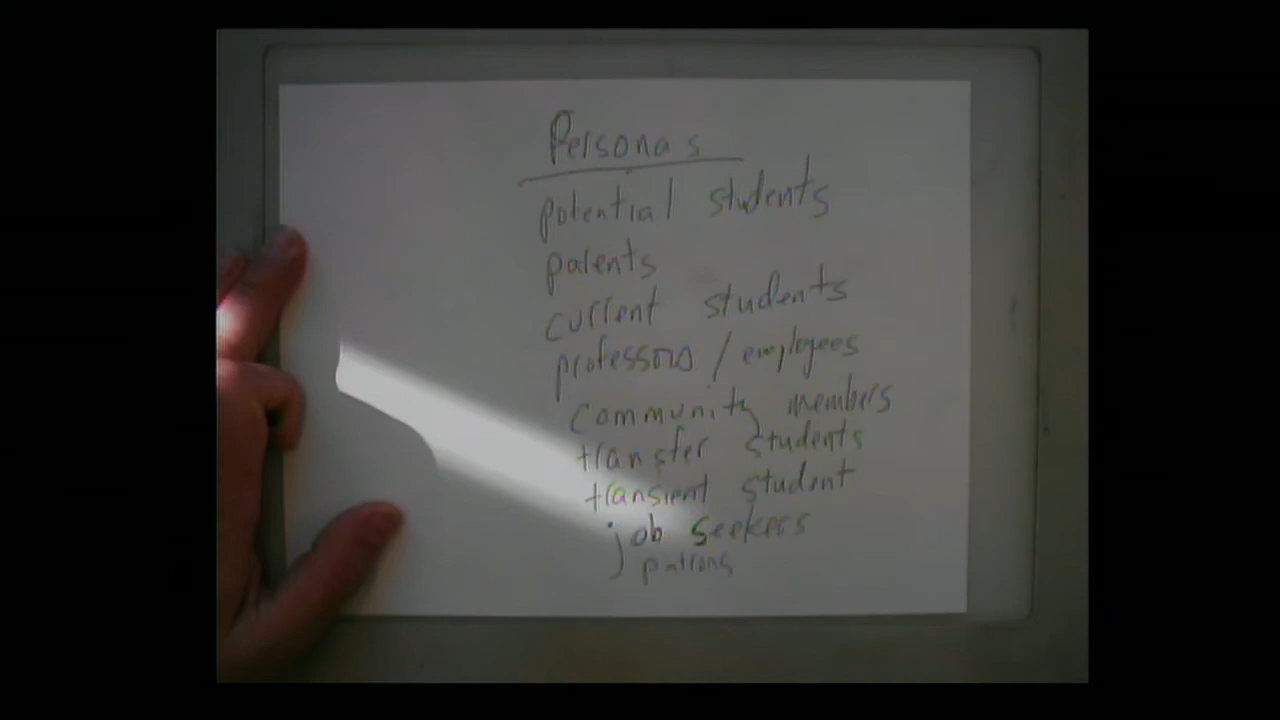 Personas
potential students
parents
current students
professors / employees
community members
transfer students
transient student
job seekers
patrons